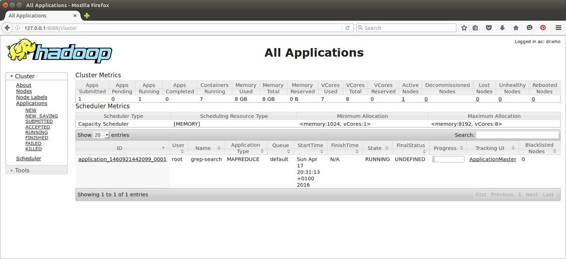 All Applications - Mozilla Firefox
All Applications
127.0.0.1:8088/cluster
Search
Logged in as: dr.who
hadoop
All Applications
Cluster
About
Nodes
Node Labels
Applications
NEW
NEW_SAVING
SUBMITTED
ACCEPTED
RUNNING
FINISHED
FAILED
KILLED
Scheduler
Tools
Cluster Metrics
Apps Submitted Apps Pending Apps Running Apps Completed Containers Running Memory Used Memory Total Memory Reserved VCores Used VCores Total VCores Reserved Active Nodes Decommissioned Nodes Lost Nodes Unhealthy Nodes Rebooted Nodes
1 0 1 0 7 8 GB 8 GB 0 B 7 8 0 1 0 0 0 0
Scheduler Metrics
Scheduler Type Scheduling Resource Type Minimum Allocation Maximum Allocation
Capacity Scheduler [MEMORY] <memory:1024, vCores:1> <memory:8192, vCores:8>
Show 20 entries Search:
ID User Name Application Type Queue StartTime FinishTime State FinalStatus Progress Tracking UI Blacklisted Nodes
application_1460921442099_0001 root grep-search MAPREDUCE default Sun Apr 17 20:31:13 +0100 2016 N/A RUNNING UNDEFINED ApplicationMaster 0
Showing 1 to 1 of 1 entries First Previous 1 Next Last